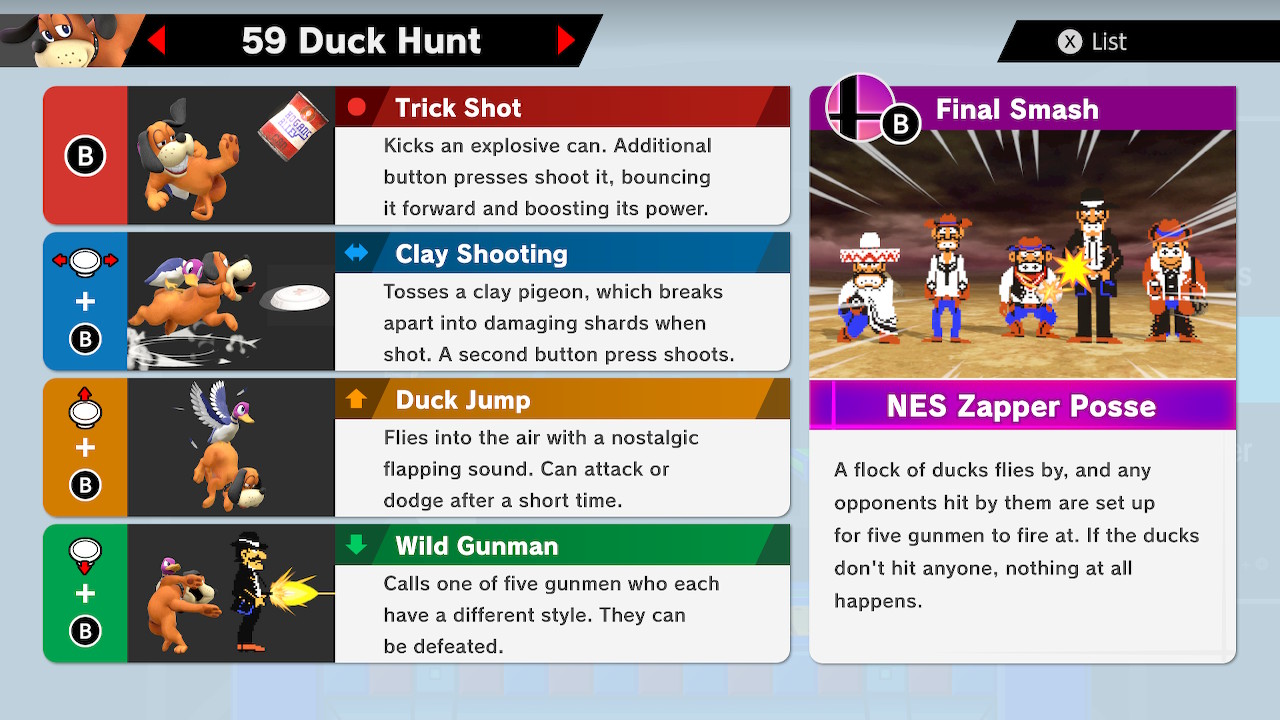 59 Duck Hunt
X List
B
HOGAN'S
ALLEY
Trick Shot
Kicks an explosive can. Additional
button presses shoot it, bouncing
it forward and boosting its power.
+
B
Clay Shooting
Tosses a clay pigeon, which breaks
apart into damaging shards when
shot. A second button press shoots.
+
B
Duck Jump
Flies into the air with a nostalgic
flapping sound. Can attack or
dodge after a short time.
+
B
Wild Gunman
Calls one of five gunmen who each
have a different style. They can
be defeated.
B
Final Smash
NES Zapper Posse
A flock of ducks flies by, and any
opponents hit by them are set up
for five gunmen to fire at. If the ducks
don't hit anyone, nothing at all
happens.